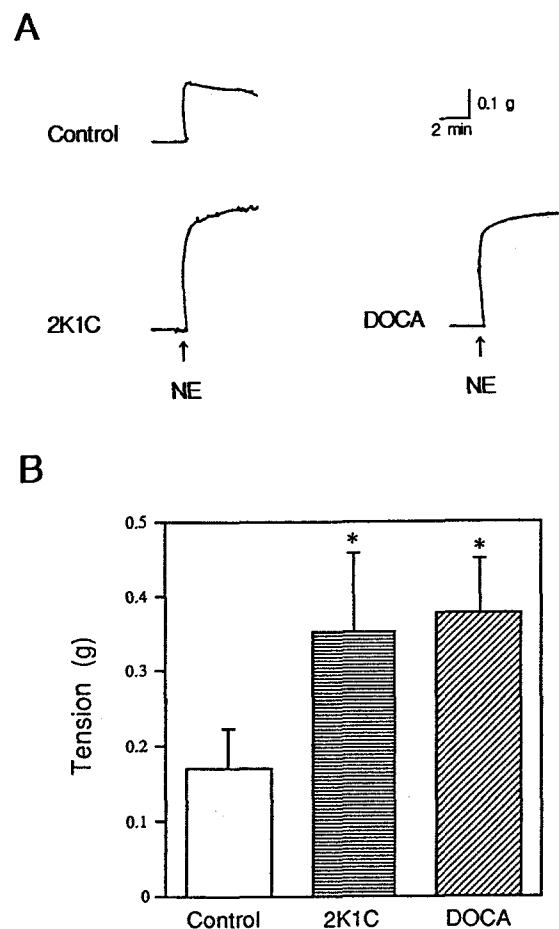 A
Control
0.1 g
2 min
2K1C
DOCA
↑
↑
NE
NE
B
0.5
*
*
0.4
0.3
0.2
0.1
0
Tension (g)
Control
2K1C
DOCA